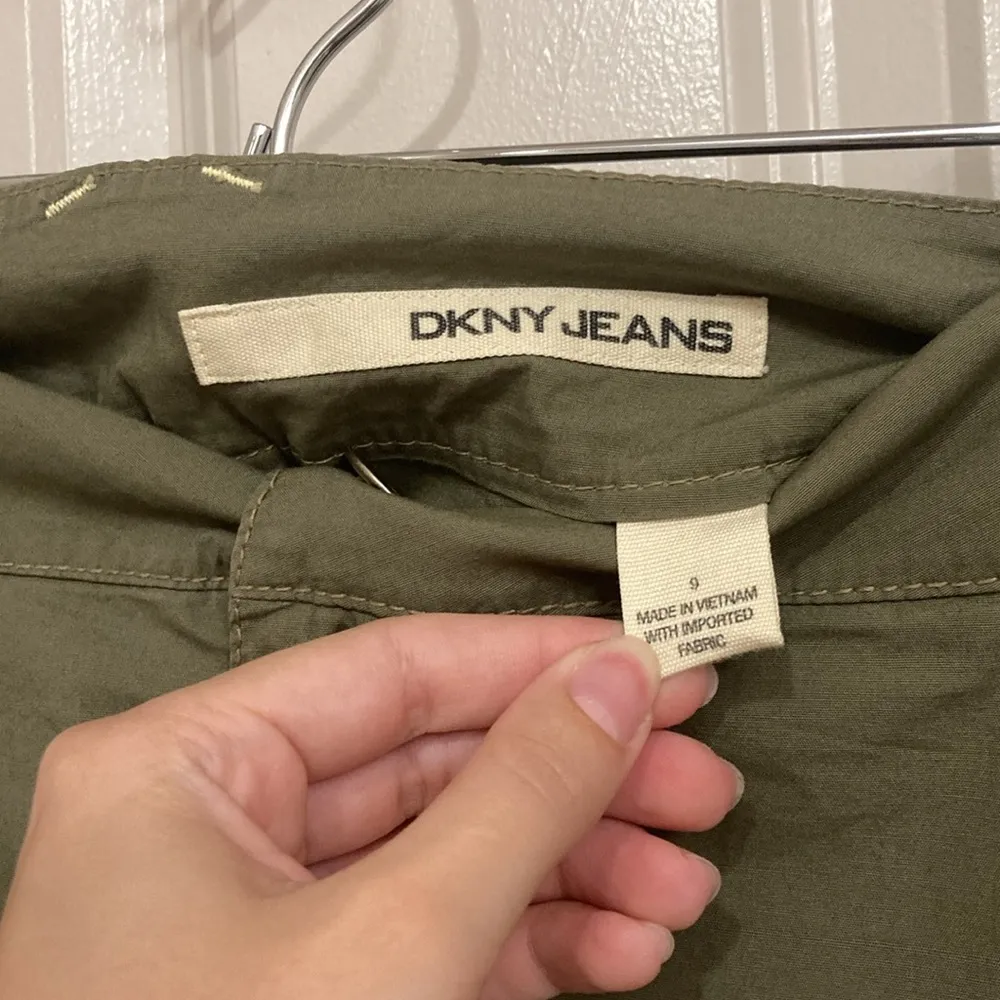 DKNY JEANS
9
MADE IN VIETNAM
WITH IMPORTED
FABRIC